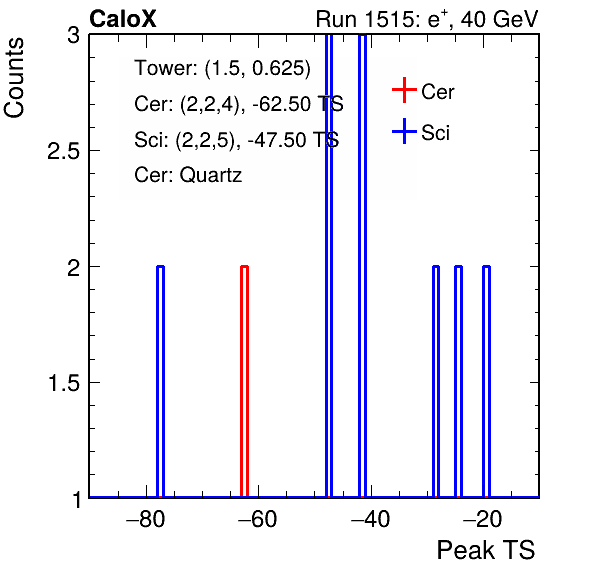 CaloX Run 1515: e⁺, 40 GeV
Counts
3
Tower: (1.5, 0.625)
Cer: (2,2,4), -62.50 TS
Sci: (2,2,5), -47.50 TS
Cer: Quartz
Cer
Sci
2.5
2
1.5
1
−80 −60 −40 −20
Peak TS